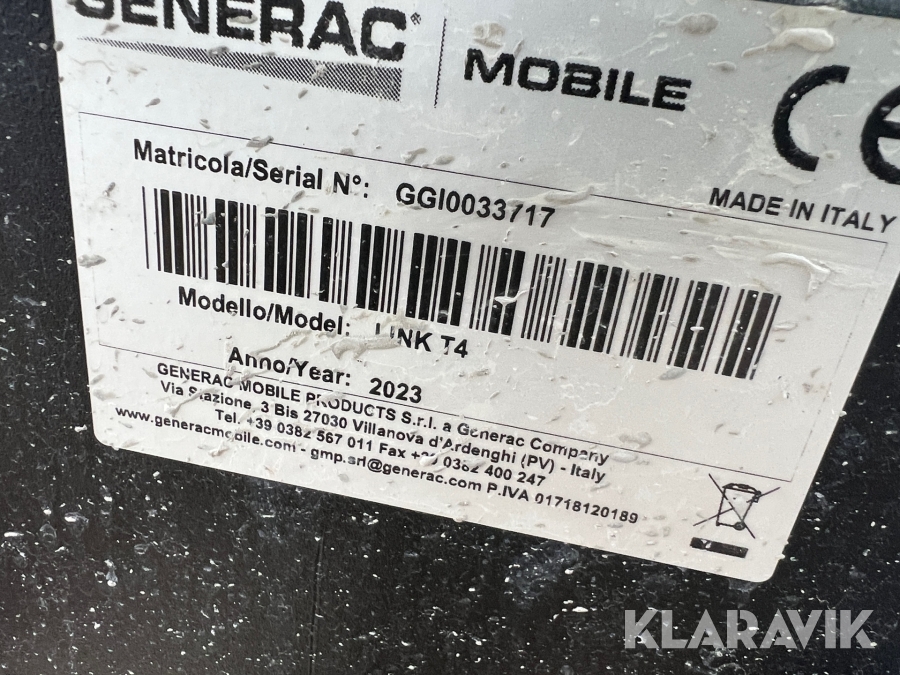 GENERAC®
MOBILE
CE
Matricola/Serial N°: GGI0033717
MADE IN ITALY
Modello/Model: LINK T4
Anno/Year: 2023
GENERAC MOBILE PRODUCTS S.r.l. a Generac Company
Via Stazione, 3 Bis 27030 Villanova d'Ardenghi (PV) - Italy
Tel. +39 0382 567 011 Fax +39 0382 400 247
www.generacmobile.com - gmp.srl@generac.com P.IVA 01718120189
KLARAVIK